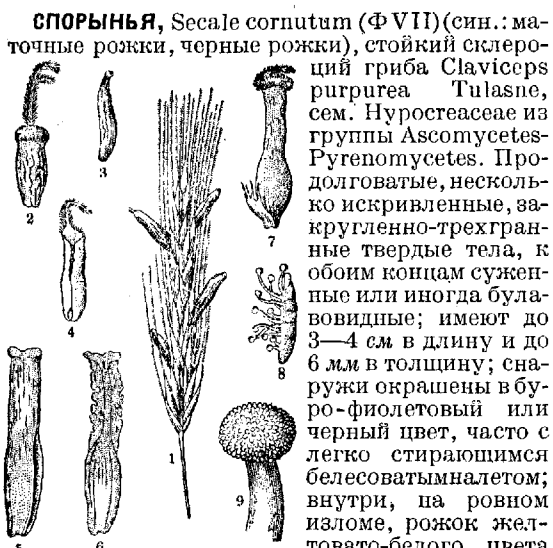 СПОРЫНЬЯ, Secale cornutum (Ф VII) (син.: ма-
точные рожки, черные рожки), стойкий склеро-
ций гриба Claviceps
purpurea Tulasne,
сем. Hypocreaceae из
группы Ascomycetes-
Pyrenomycetes. Про-
долговатые, несколь-
ко искривленные, за-
кругленно-трехгран-
ные твердые тела, к
обоим концам сужен-
ные или иногда була-
вовидные; имеют до
3—4 см в длину и до
6 мм в толщину; сна-
ружи окрашены в бу-
ро-фиолетовый или
черный цвет, часто с
легко стирающимся
белесоватымналетом;
внутри, на ровном
изломе, рожок жел-
товато-белого цвета
2
3
7
4
8
1
9
5
6